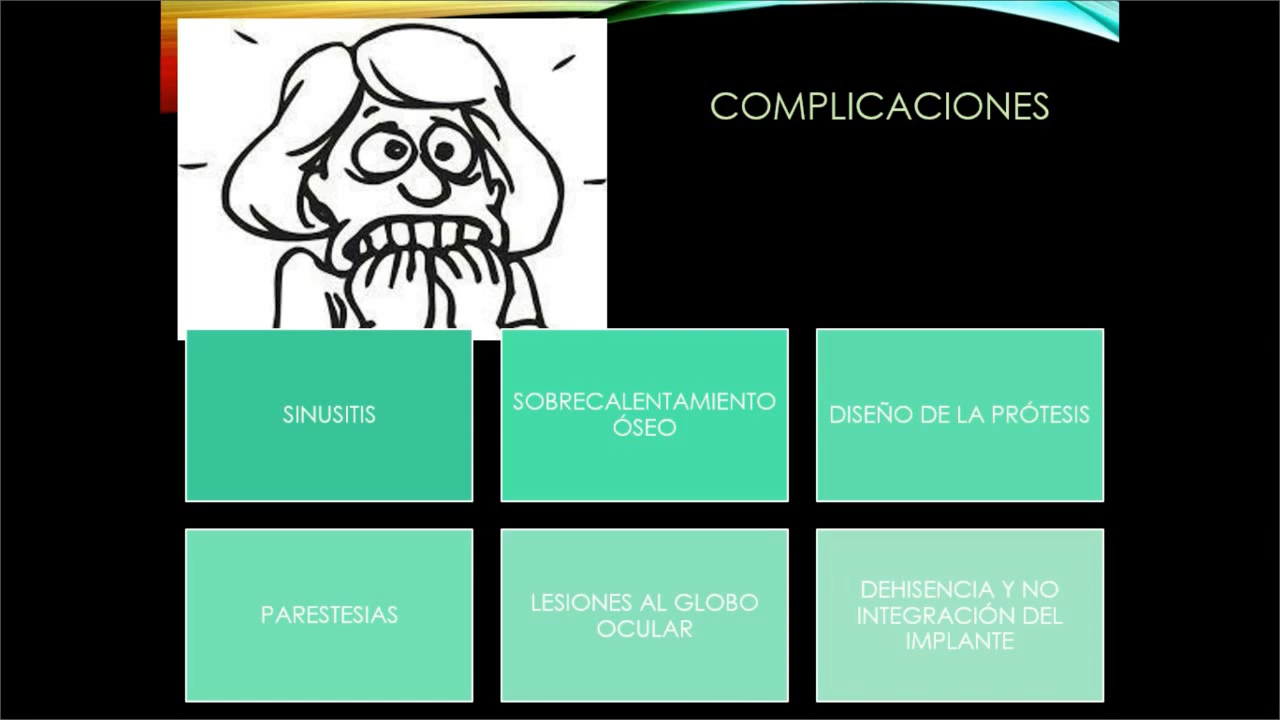 COMPLICACIONES
SINUSITIS
SOBRECALENTAMIENTO
ÓSEO
DISEÑO DE LA PRÓTESIS
PARESTESIAS
LESIONES AL GLOBO
OCULAR
DEHISENCIA Y NO
INTEGRACIÓN DEL
IMPLANTE